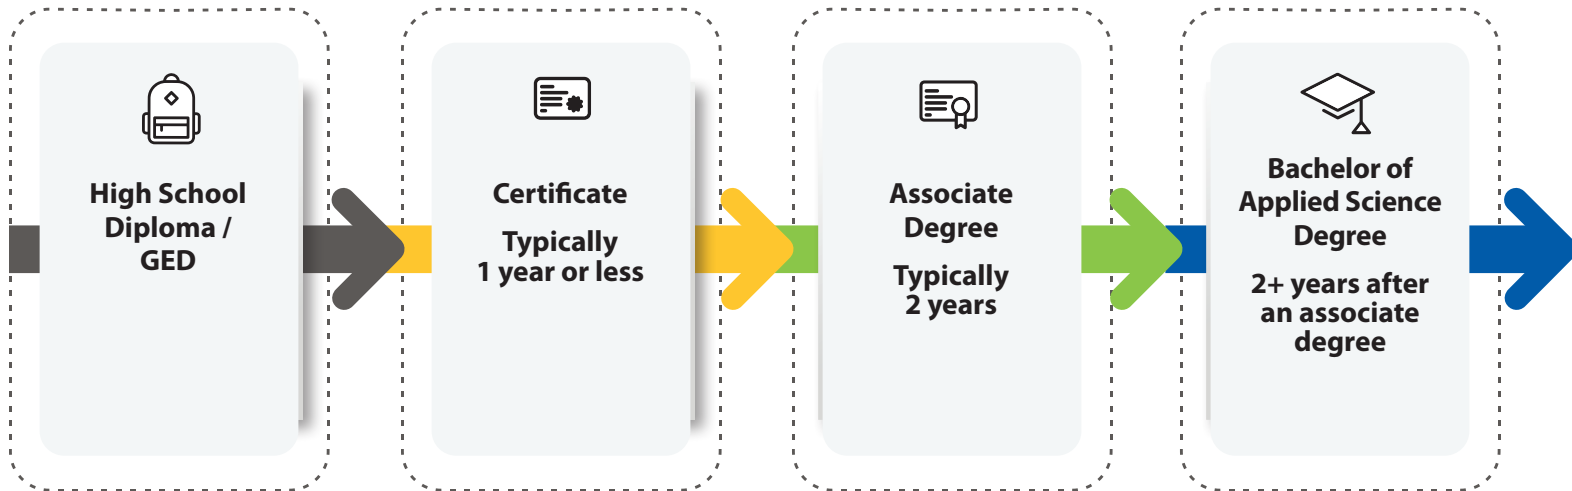 High School
Diploma /
GED
Certificate
Typically
1 year or less
Associate
Degree
Typically
2 years
Bachelor of
Applied Science
Degree
2+ years after
an associate
degree